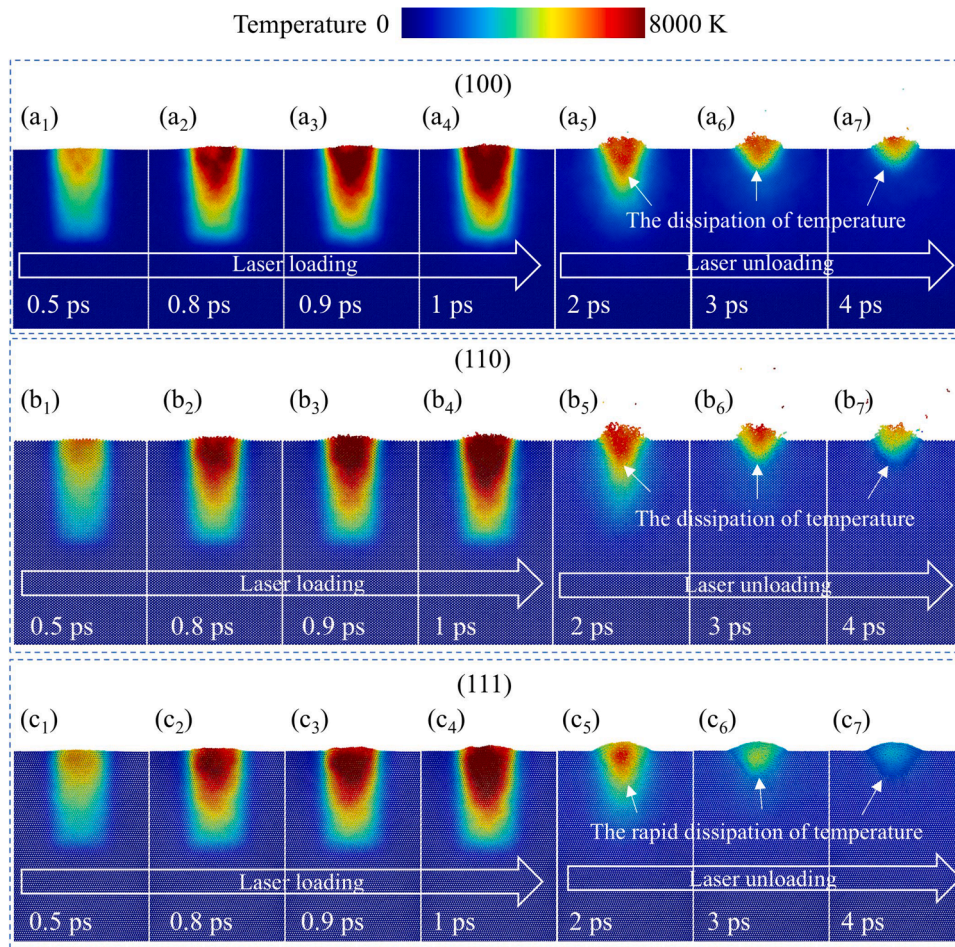 Temperature 0 8000 K
(100)
(a₁) (a₂) (a₃) (a₄) (a₅) (a₆) (a₇)
The dissipation of temperature
Laser loading Laser unloading
0.5 ps 0.8 ps 0.9 ps 1 ps 2 ps 3 ps 4 ps
(110)
(b₁) (b₂) (b₃) (b₄) (b₅) (b₆) (b₇)
The dissipation of temperature
Laser loading Laser unloading
0.5 ps 0.8 ps 0.9 ps 1 ps 2 ps 3 ps 4 ps
(111)
(c₁) (c₂) (c₃) (c₄) (c₅) (c₆) (c₇)
The rapid dissipation of temperature
Laser loading Laser unloading
0.5 ps 0.8 ps 0.9 ps 1 ps 2 ps 3 ps 4 ps